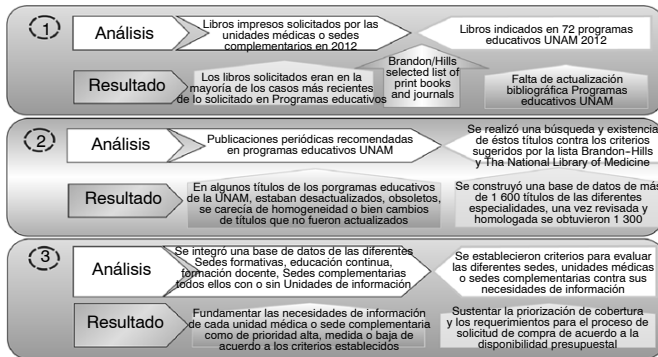 1
Análisis
Libros impresos solicitados por las
unidades médicas o sedes
complementarios en 2012
Libros indicados en 72 programas
educativos UNAM 2012
Resultado
Los libros solicitados eran en la
mayoría de los casos más recientes
de lo solicitado en Programas educativos
Brandon/Hills
selected list of
print books
and journals
Falta de actualización
bibliográfica Programas
educativos UNAM
2
Análisis
Publicaciones periódicas recomendadas
en programas educativos UNAM
Se realizó una búsqueda y existencia
de éstos títulos contra los criterios
sugeridos por la lista Brandon-Hills
y Tha National Library of Medicine
Resultado
En algunos títulos de los porgramas educativos
de la UNAM, estaban desactualizados, obsoletos,
se carecía de homogeneidad o bien cambios
de títulos que no fueron actualizados
Se construyó una base de datos de más
de 1 600 títulos de las diferentes
especialidades, una vez revisada y
homologada se obtuvieron 1 300
3
Análisis
Se integró una base de datos de las diferentes
Sedes formativas, educación continua,
formación docente, Sedes complementarias
todos ellos con o sin Unidades de información
Se establecieron criterios para evaluar
las diferentes sedes, unidades médicas
o sedes complementarias contra sus
necesidades de información
Resultado
Fundamentar las necesidades de información
de cada unidad médica o sede complementaria
como de prioridad alta, medida o baja de
acuerdo a los criterios establecidos
Sustentar la priorización de cobertura
y los requerimientos para el proceso de
solicitud de compra de acuerdo a la
disponibilidad presupuestal